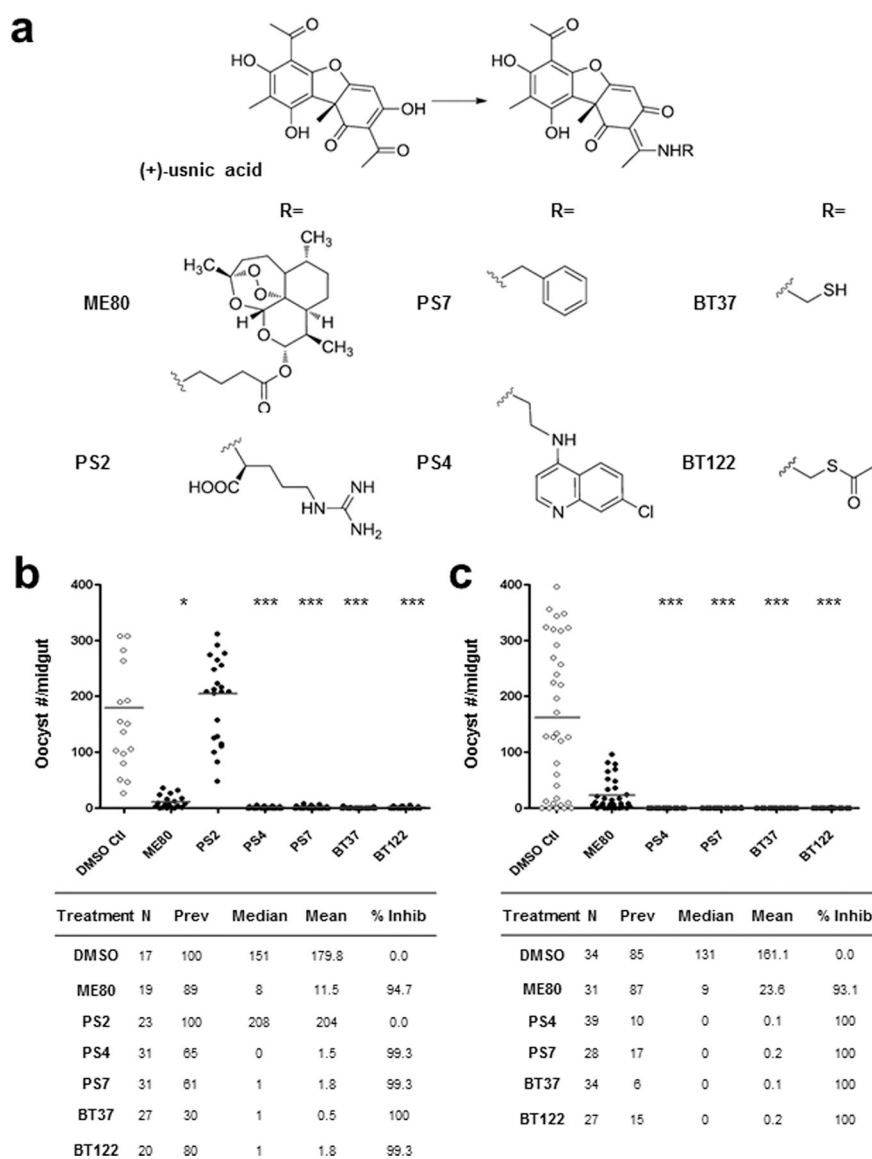 a
O
HO
O
OH
OH
O
O
O
HO
O
O
OH
O
NHR
(+)-usnic acid
R=
R=
R=
ME80
CH3
H3C
O
O
O
H
H
O
CH3
O
O
PS7
BT37
SH
PS2
HOOC
NH
N
H
NH2
PS4
NH
N
Cl
BT122
S
O
b
Oocyst #/midgut
400
300
200
100
0
* *** *** *** ***
DMSO Ctl
ME80
PS2
PS4
PS7
BT37
BT122
Treatment N Prev Median Mean % Inhib
DMSO 17 100 151 179.8 0.0
ME80 19 89 8 11.5 94.7
PS2 23 100 208 204 0.0
PS4 31 65 0 1.5 99.3
PS7 31 61 1 1.8 99.3
BT37 27 30 1 0.5 100
BT122 20 80 1 1.8 99.3
c
Oocyst #/midgut
400
300
200
100
0
*** *** *** ***
DMSO Ctl
ME80
PS4
PS7
BT37
BT122
Treatment N Prev Median Mean % Inhib
DMSO 34 85 131 161.1 0.0
ME80 31 87 9 23.6 93.1
PS4 39 10 0 0.1 100
PS7 28 17 0 0.2 100
BT37 34 6 0 0.1 100
BT122 27 15 0 0.2 100